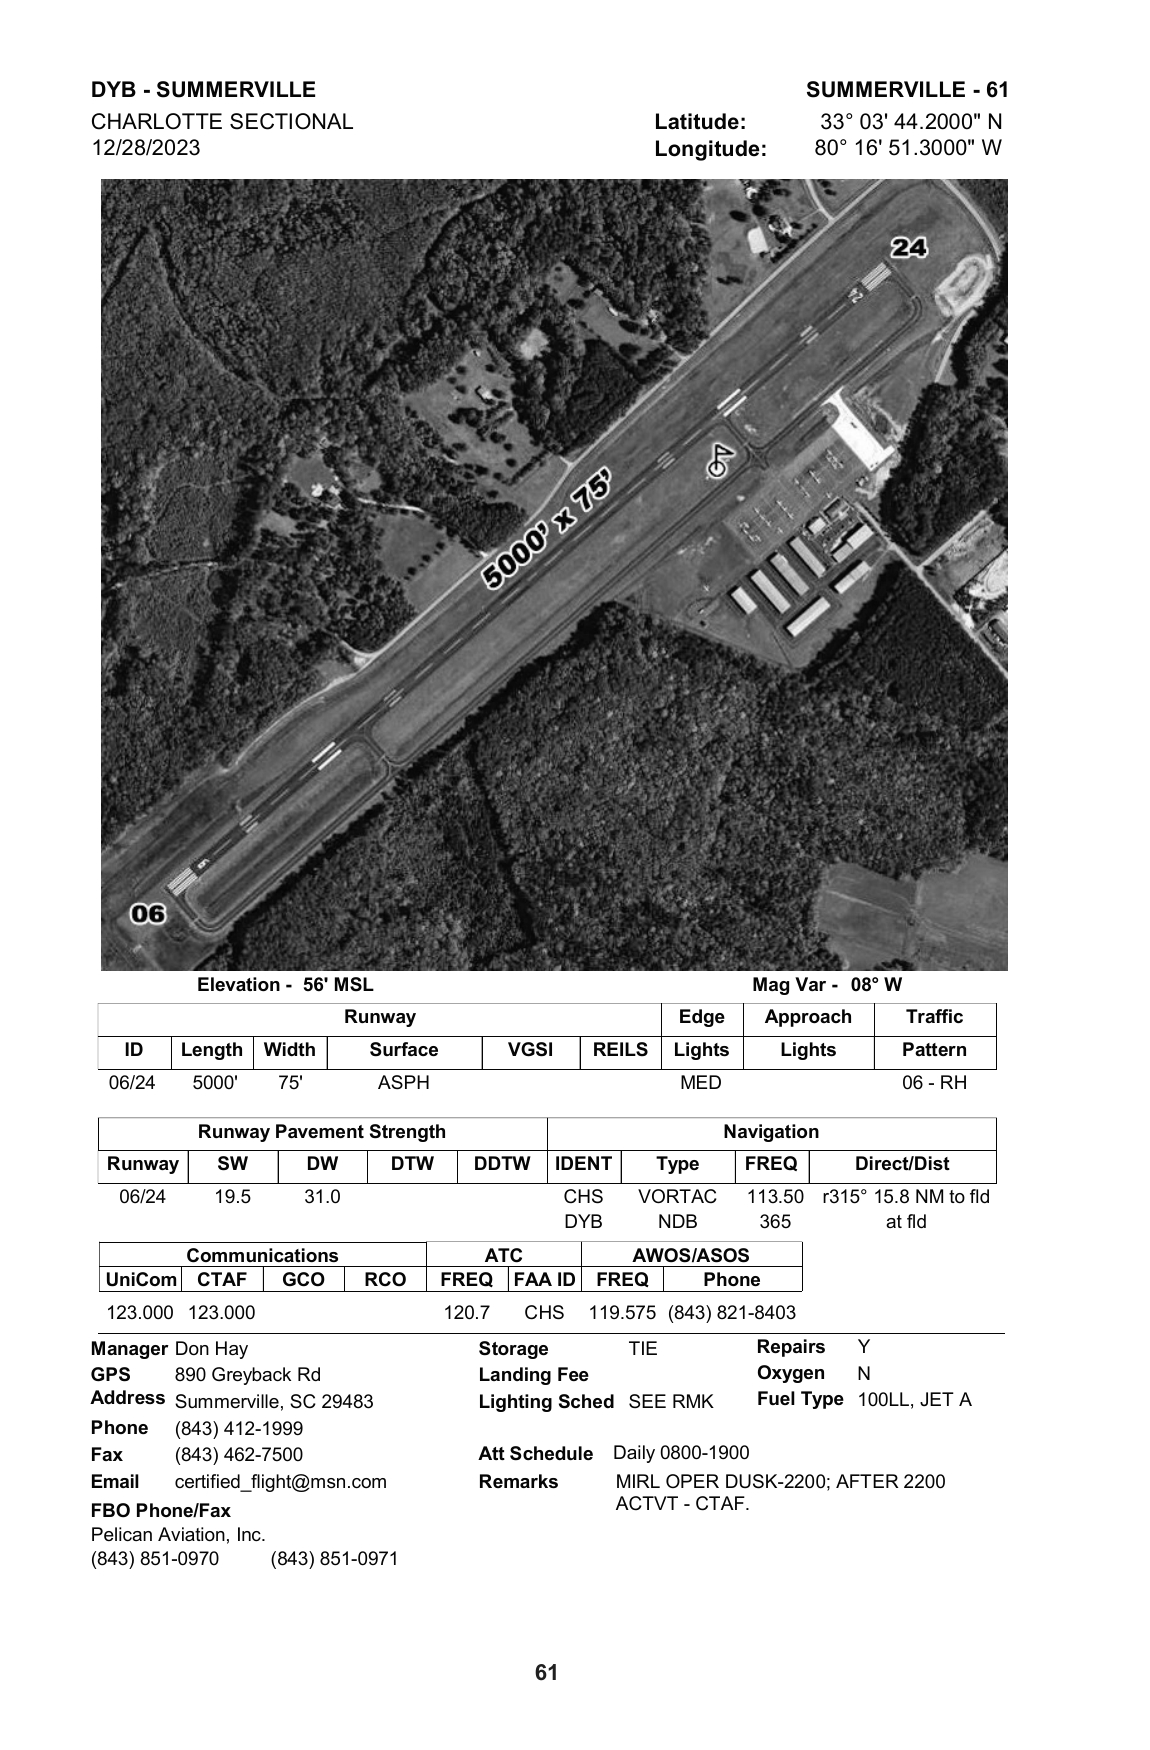 DYB - SUMMERVILLE SUMMERVILLE - 61
CHARLOTTE SECTIONAL Latitude: 33° 03' 44.2000" N
12/28/2023 Longitude: 80° 16' 51.3000" W
24
24
5000' x 75'
6
06
Elevation - 56' MSL Mag Var - 08° W
Runway Edge Approach Traffic
ID Length Width Surface VGSI REILS Lights Lights Pattern
06/24 5000' 75' ASPH MED 06 - RH
Runway Pavement Strength Navigation
Runway SW DW DTW DDTW IDENT Type FREQ Direct/Dist
06/24 19.5 31.0 CHS VORTAC 113.50 r315° 15.8 NM to fld
DYB NDB 365 at fld
Communications ATC AWOS/ASOS
UniCom CTAF GCO RCO FREQ FAA ID FREQ Phone
123.000 123.000 120.7 CHS 119.575 (843) 821-8403
Manager Don Hay Storage TIE Repairs Y
GPS 890 Greyback Rd Landing Fee Oxygen N
Address Summerville, SC 29483 Lighting Sched SEE RMK Fuel Type 100LL, JET A
Phone (843) 412-1999
Fax (843) 462-7500 Att Schedule Daily 0800-1900
Email certified_flight@msn.com Remarks MIRL OPER DUSK-2200; AFTER 2200
ACTVT - CTAF.
FBO Phone/Fax
Pelican Aviation, Inc.
(843) 851-0970 (843) 851-0971
61